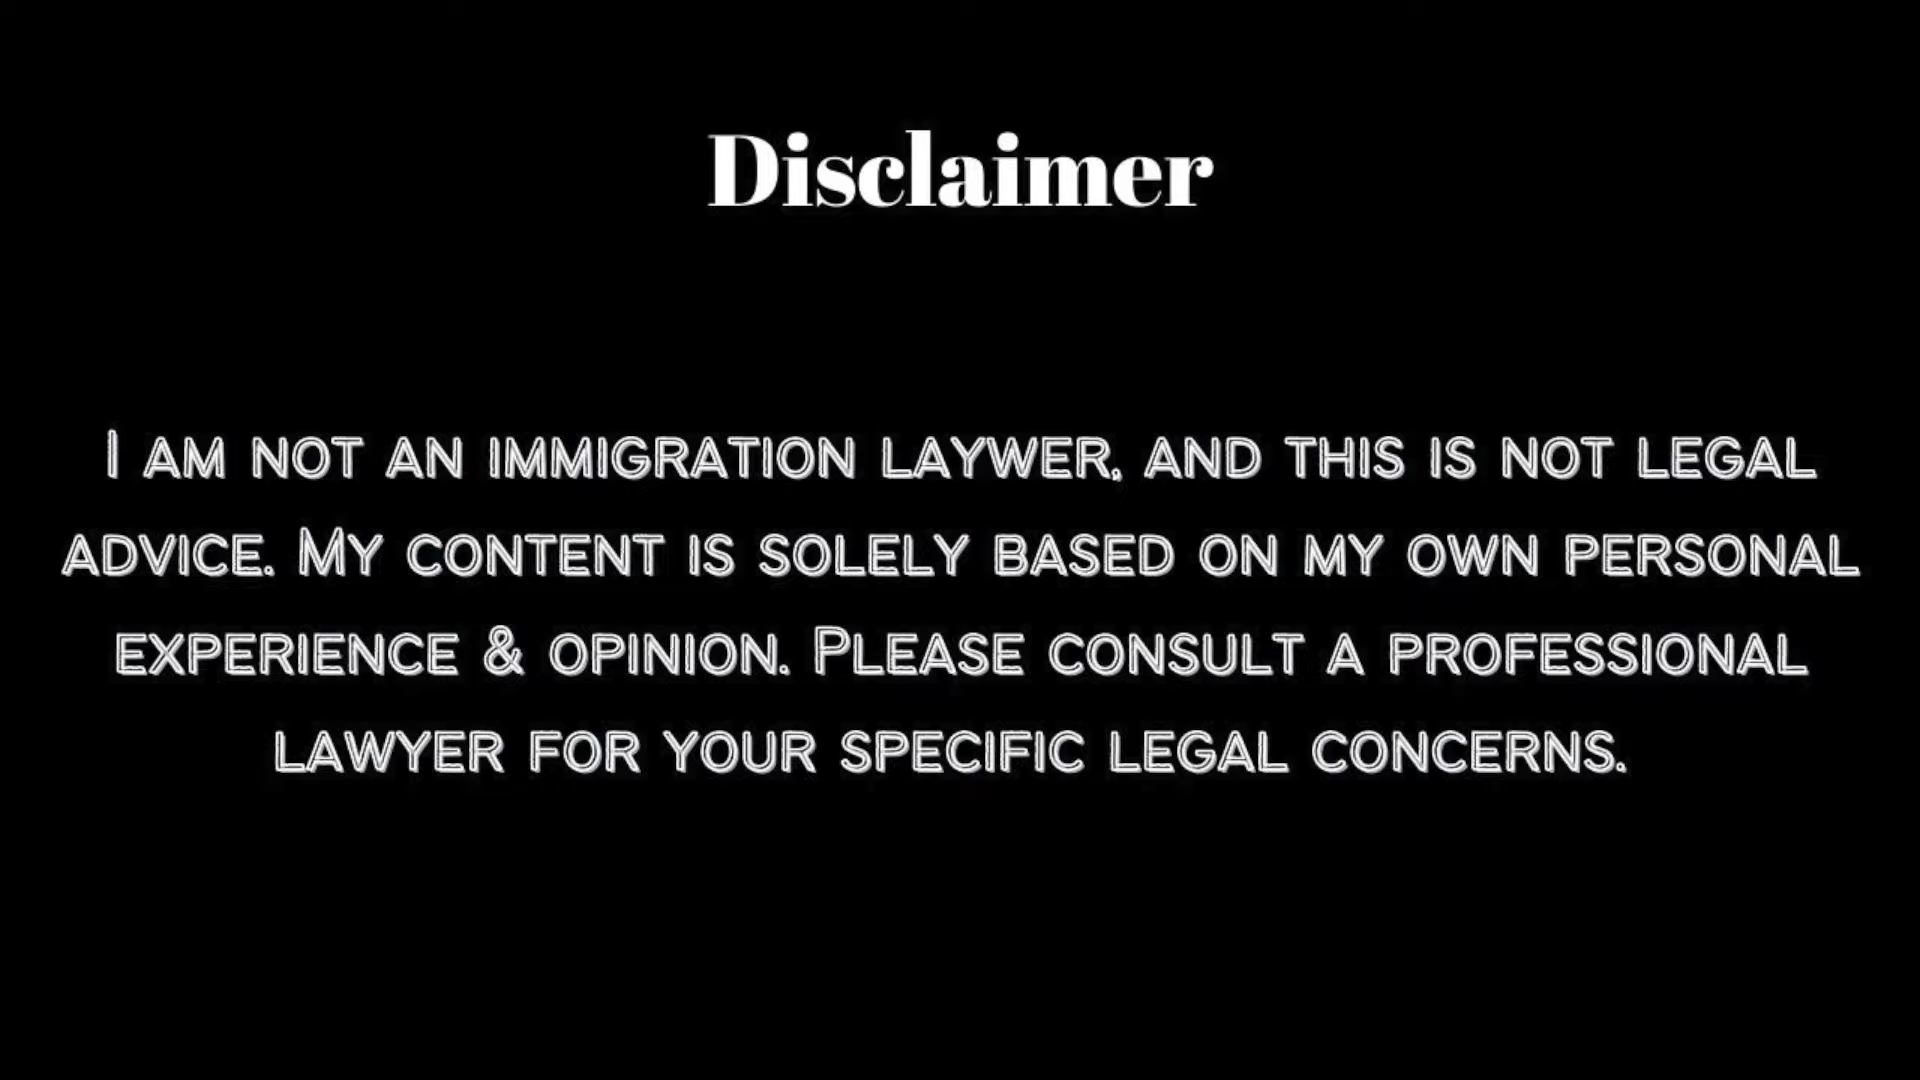 Disclaimer
I AM NOT AN IMMIGRATION LAYWER, AND THIS IS NOT LEGAL
ADVICE. MY CONTENT IS SOLELY BASED ON MY OWN PERSONAL
EXPERIENCE & OPINION. PLEASE CONSULT A PROFESSIONAL
LAWYER FOR YOUR SPECIFIC LEGAL CONCERNS.